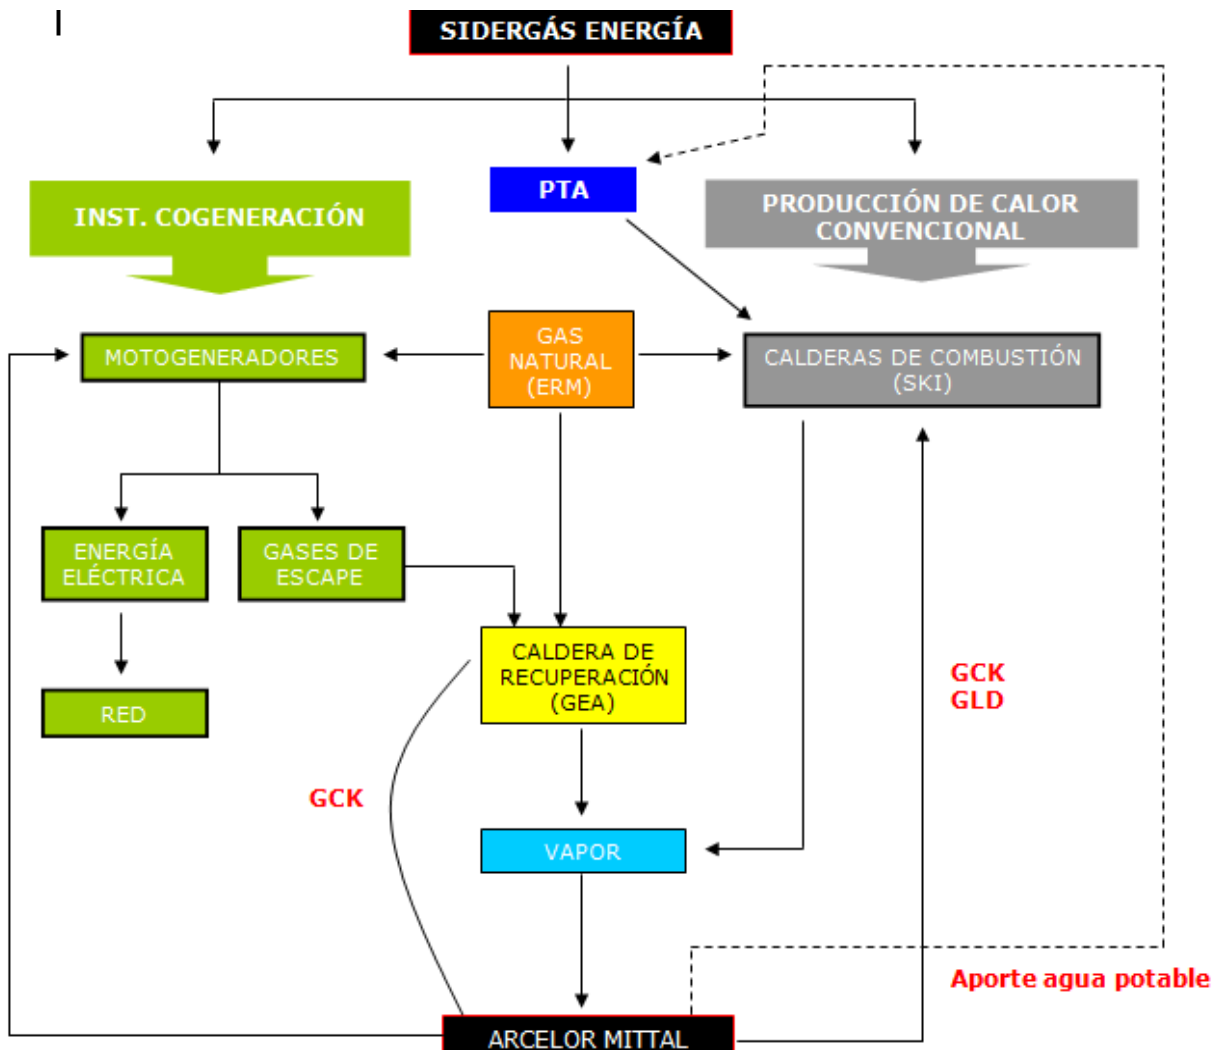 SIDERGÁS ENERGÍA
INST. COGENERACIÓN
PTA
PRODUCCIÓN DE CALOR
CONVENCIONAL
MOTOGENERADORES
GAS
NATURAL
(ERM)
CALDERAS DE COMBUSTIÓN
(SKI)
ENERGÍA
ELÉCTRICA
GASES DE
ESCAPE
CALDERA DE
RECUPERACIÓN
(GEA)
RED
GCK
GLD
GCK
VAPOR
Aporte agua potable
ARCELOR MITTAL